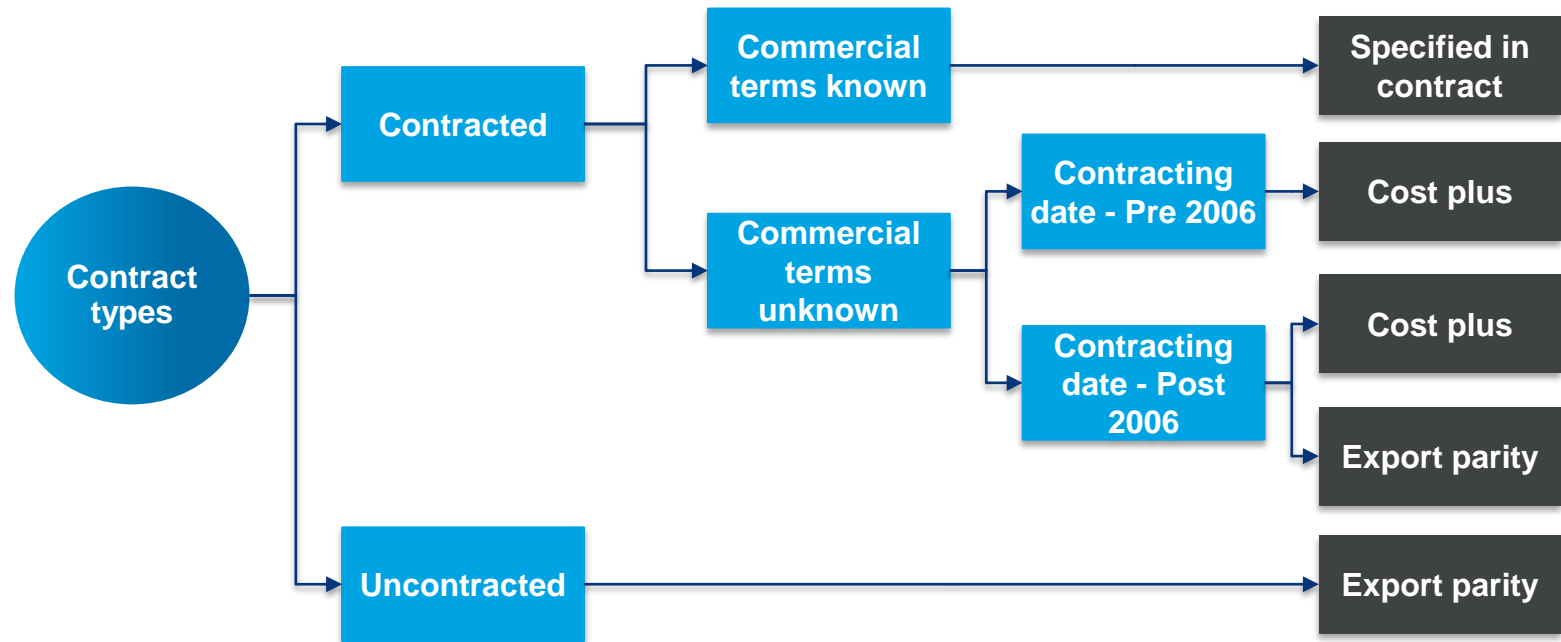 Commercial
terms known
Specified in
contract
Contracted
Contracting
date - Pre 2006
Cost plus
Commercial
terms
unknown
Contract
types
Cost plus
Contracting
date - Post
2006
Export parity
Uncontracted
Export parity